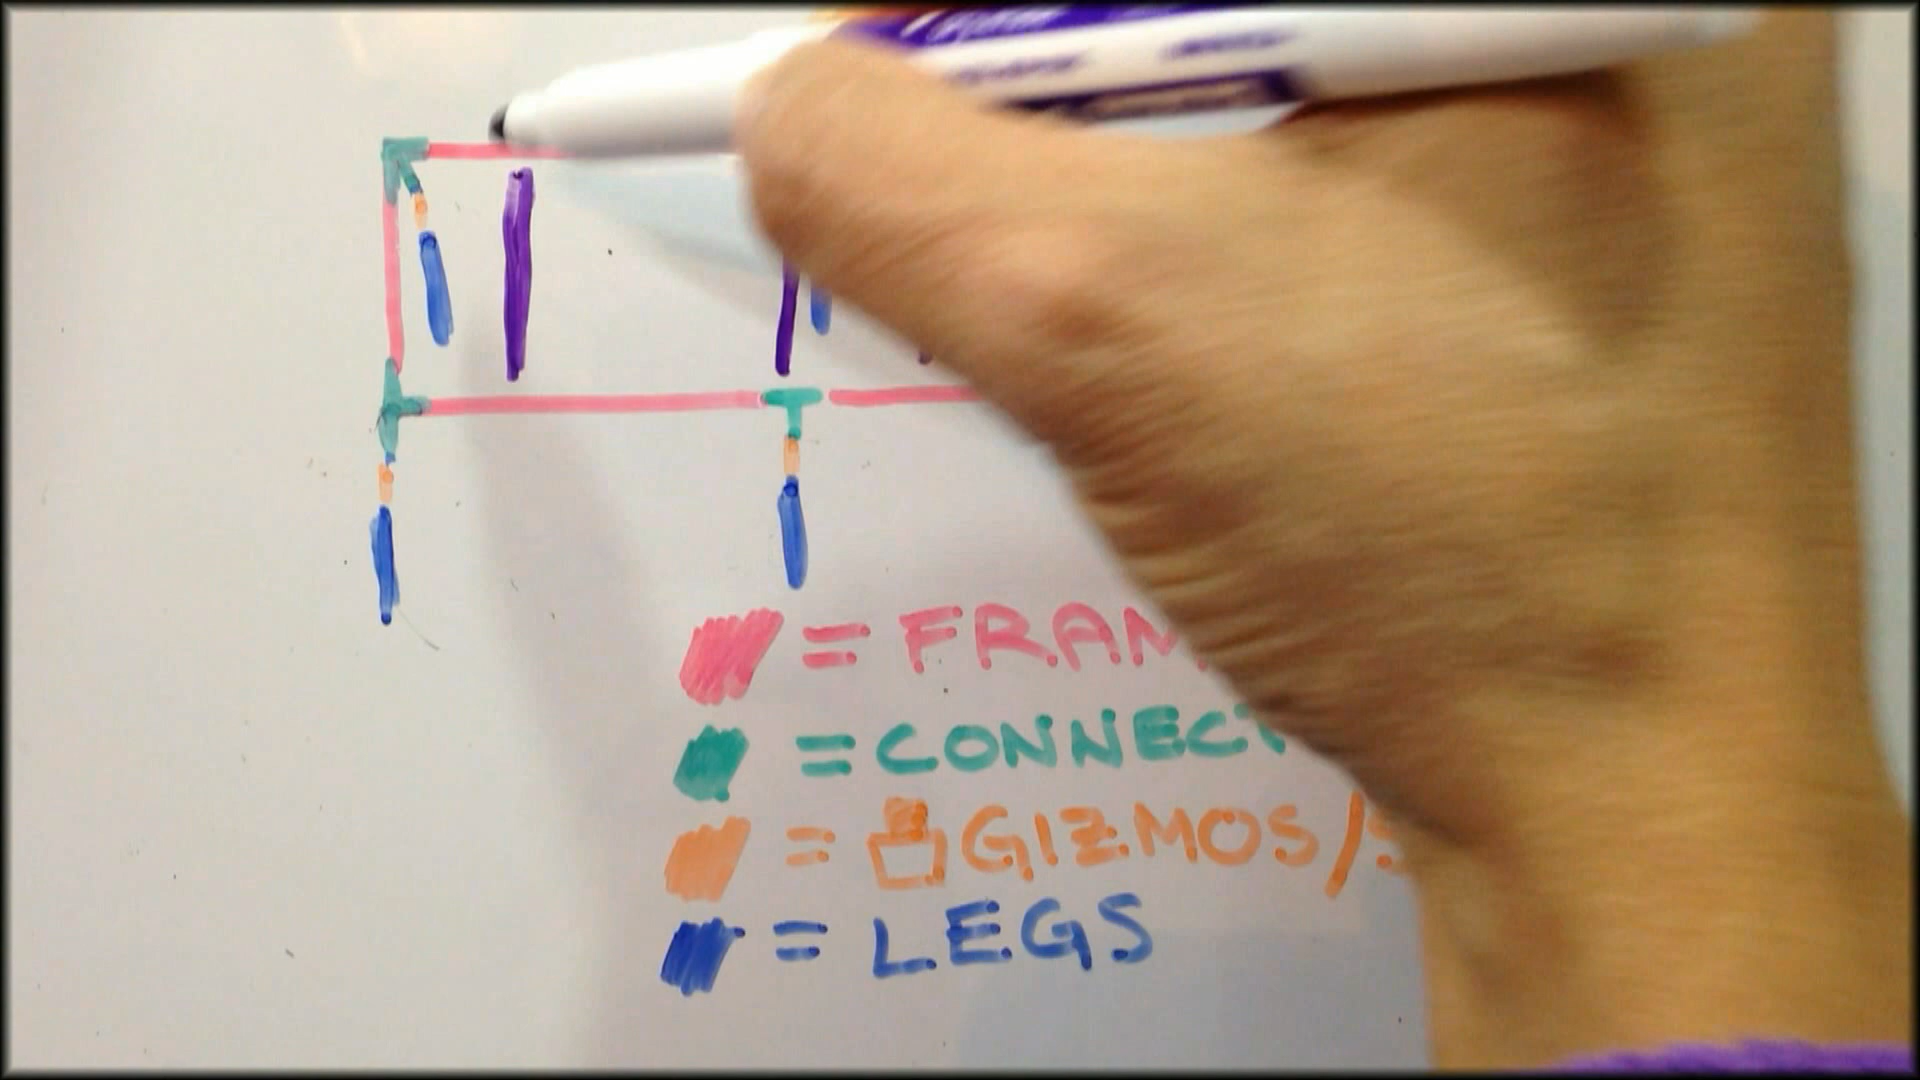 = FRAM
= CONNECT
= GIZMOS/
= LEGS